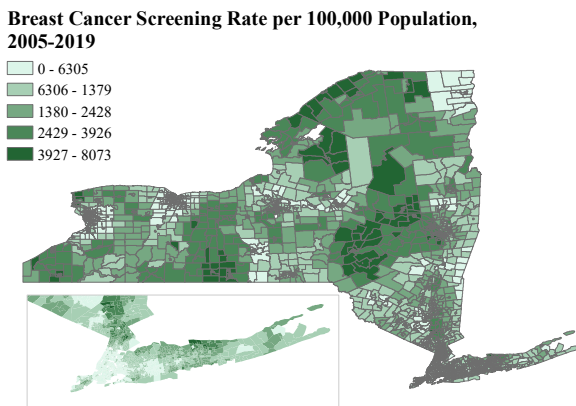 Breast Cancer Screening Rate per 100,000 Population,
2005-2019
0 - 6305
6306 - 1379
1380 - 2428
2429 - 3926
3927 - 8073